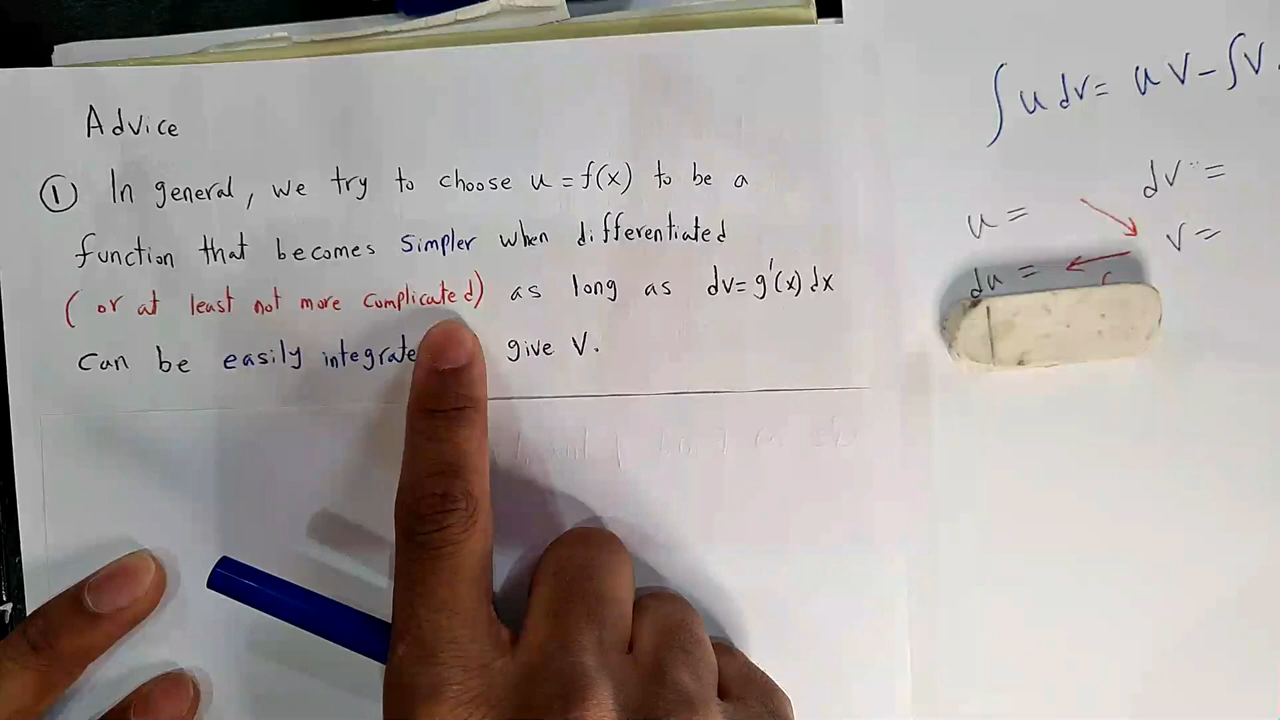 Advice
① In general, we try to choose u = f(x) to be a
function that becomes simpler when differentiated
(or at least not more complicated) as long as dv = g'(x) dx
can be easily integrate give V.
∫ u dv = uv - ∫ v
dv =
u =
v =
du =